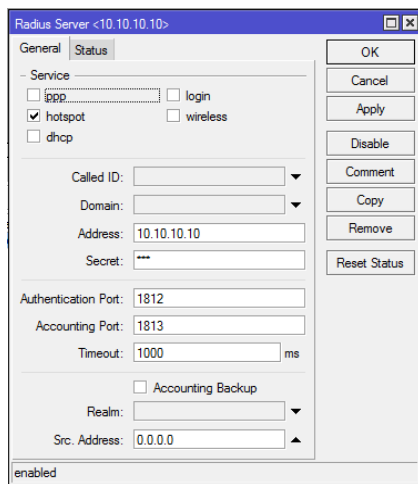 Radius Server <10.10.10.10>
General Status
Service
ppp login
hotspot wireless
dhcp
Called ID:
Domain:
Address: 10.10.10.10
Secret: ***
Authentication Port: 1812
Accounting Port: 1813
Timeout: 1000 ms
Accounting Backup
Realm:
Src. Address: 0.0.0.0
enabled
OK
Cancel
Apply
Disable
Comment
Copy
Remove
Reset Status